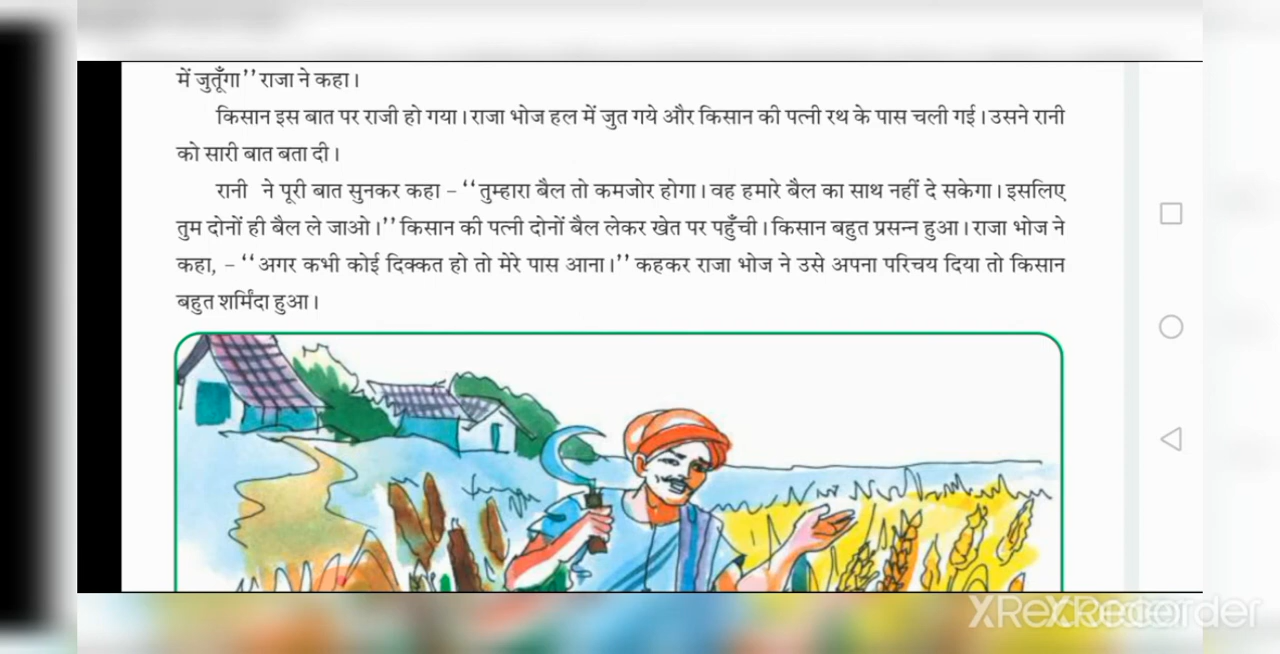 में जुतूँगा’’ राजा ने कहा।
किसान इस बात पर राजी हो गया। राजा भोज हल में जुत गये और किसान की पत्नी रथ के पास चली गई। उसने रानी
को सारी बात बता दी।
रानी ने पूरी बात सुनकर कहा – ‘‘तुम्हारा बैल तो कमजोर होगा। वह हमारे बैल का साथ नहीं दे सकेगा। इसलिए
तुम दोनों ही बैल ले जाओ।’’ किसान की पत्नी दोनों बैल लेकर खेत पर पहुँची। किसान बहुत प्रसन्न हुआ। राजा भोज ने
कहा, – ‘‘अगर कभी कोई दिक्कत हो तो मेरे पास आना।’’ कहकर राजा भोज ने उसे अपना परिचय दिया तो किसान
बहुत शर्मिंदा हुआ।